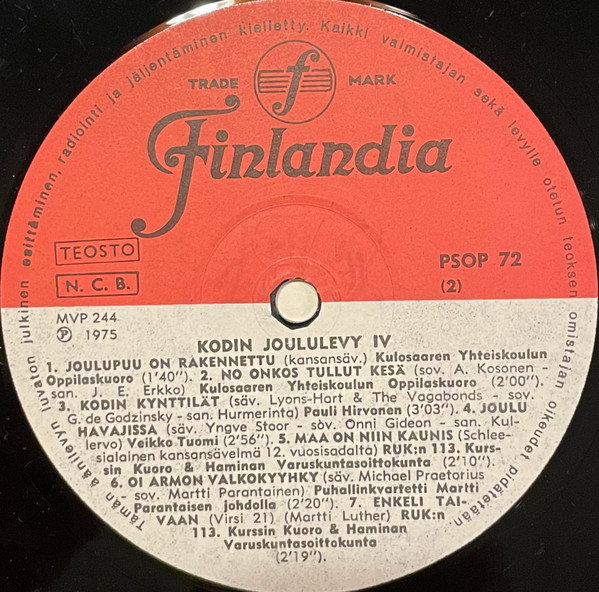 Tämän äänilevyn luvaton julkinen esittäminen, radiointi ja jäljentäminen kielletty. Kaikki valmistajan sekä levylle otetun teoksen omistajan oikeudet pidätetään.
TRADE f MARK
Finlandia
TEOSTO
N. C. B.
PSOP 72
(2)
MVP 244
Ⓟ 1975
KODIN JOULULEVY IV
1. JOULUPUU ON RAKENNETTU (kansansäv.) Kulosaaren Yhteiskoulun
Oppilaskuoro (1'40"). 2. NO ONKOS TULLUT KESÄ (sov. A. Kosonen -
san. J. E. Erkko) Kulosaaren Yhteiskoulun Oppilaskuoro (2'00").
3. KODIN KYNTTILÄT (säv. Lyons-Hart & The Vagabonds - sov.
G. de Godzinsky - san. Hurmerinta) Pauli Hirvonen (3'03"). 4. JOULU
HAVAJISSA (säv. Yngve Stoor - sòv. Onni Gideon - san. Kul-
lervo) Veikko Tuomi (2'56"). 5. MAA ON NIIN KAUNIS (Schlee-
sialainen kansansävelmä 12. vuosisadalta) RUK:n 113. Kurs-
sin Kuoro & Haminan Varuskuntasoittokunta (2'10").
6. OI ARMON VALKOKYYHKY (säv. Michael Praetorius
- sov. Martti Parantainen) Puhallinkvartetti Martti
Parantaisen johdolla (2'20"). 7. ENKELI TAI-
VAAN (Virsi 21) (Martti Luther) RUK:n
113. Kurssin Kuoro & Haminan
Varuskuntasoittokunta
(2'19").